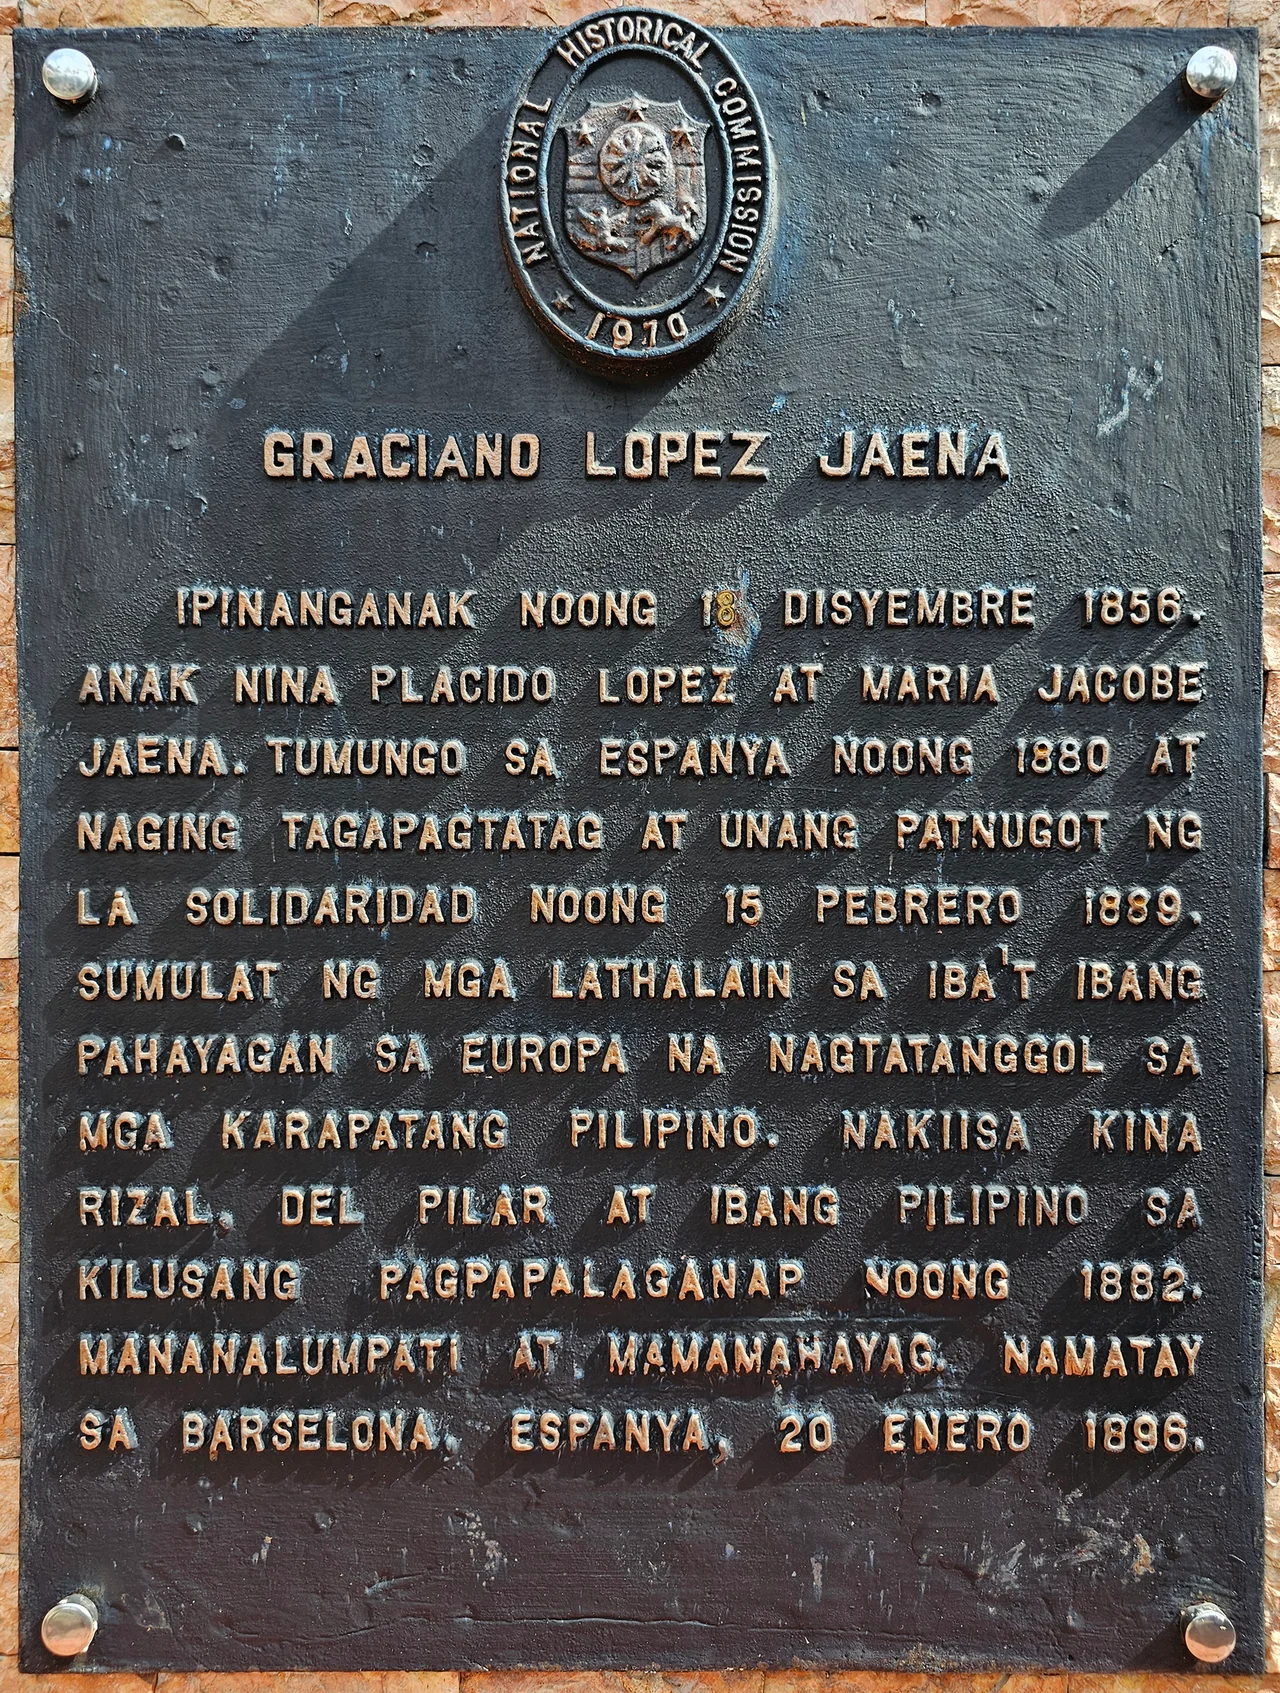 NATIONAL HISTORICAL COMMISSION
1970
GRACIANO LOPEZ JAENA
IPINANGANAK NOONG 18 DISYEMBRE 1856.
ANAK NINA PLACIDO LOPEZ AT MARIA JACOBE
JAENA. TUMUNGO SA ESPANYA NOONG 1880 AT
NAGING TAGAPAGTATAG AT UNANG PATNUGOT NG
LA SOLIDARIDAD NOONG 15 PEBRERO 1889.
SUMULAT NG MGA LATHALAIN SA IBA'T IBANG
PAHAYAGAN SA EUROPA NA NAGTATANGGOL SA
MGA KARAPATANG PILIPINO. NAKIISA KINA
RIZAL, DEL PILAR AT IBANG PILIPINO SA
KILUSANG PAGPAPALAGANAP NOONG 1882.
MANANALUMPATI AT MAMAMAHAYAG. NAMATAY
SA BARSELONA, ESPANYA, 20 ENERO 1896.